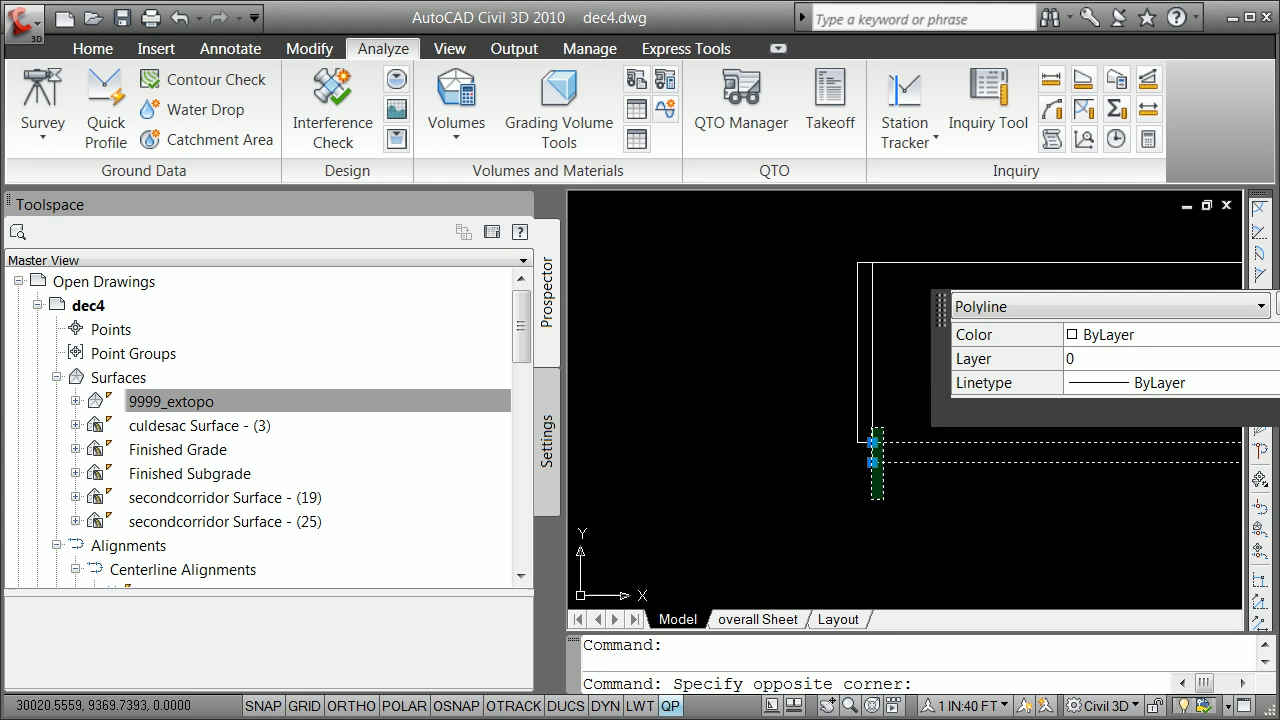 AutoCAD Civil 3D 2010 dec4.dwg
Type a keyword or phrase
3D
Home Insert Annotate Modify Analyze View Output Manage Express Tools
Survey
Quick Profile
Contour Check
Water Drop
Catchment Area
Interference Check
Volumes
Grading Volume Tools
QTO Manager
Takeoff
Station Tracker
Inquiry Tool
Ground Data
Design
Volumes and Materials
QTO
Inquiry
Toolspace
Master View
Open Drawings
dec4
Points
Point Groups
Surfaces
9999_extopo
culdesac Surface - (3)
Finished Grade
Finished Subgrade
secondcorridor Surface - (19)
secondcorridor Surface - (25)
Alignments
Centerline Alignments
Prospector
Settings
Polyline
Color ByLayer
Layer 0
Linetype ByLayer
Y
X
Model overall Sheet Layout
Command:
Command: Specify opposite corner:
30020.5559, 9369.7393, 0.0000
SNAP GRID ORTHO POLAR OSNAP OTRACK DUCS DYN LWT QP
1 IN:40 FT
Civil 3D